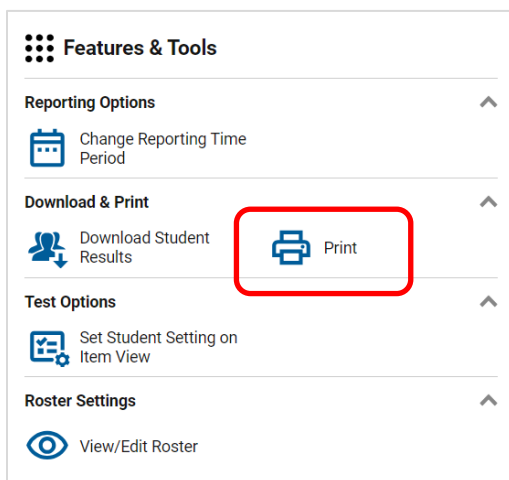 Features & Tools
Reporting Options
Change Reporting Time
Period
Download & Print
Download Student
Results
Print
Test Options
Set Student Setting on
Item View
Roster Settings
View/Edit Roster